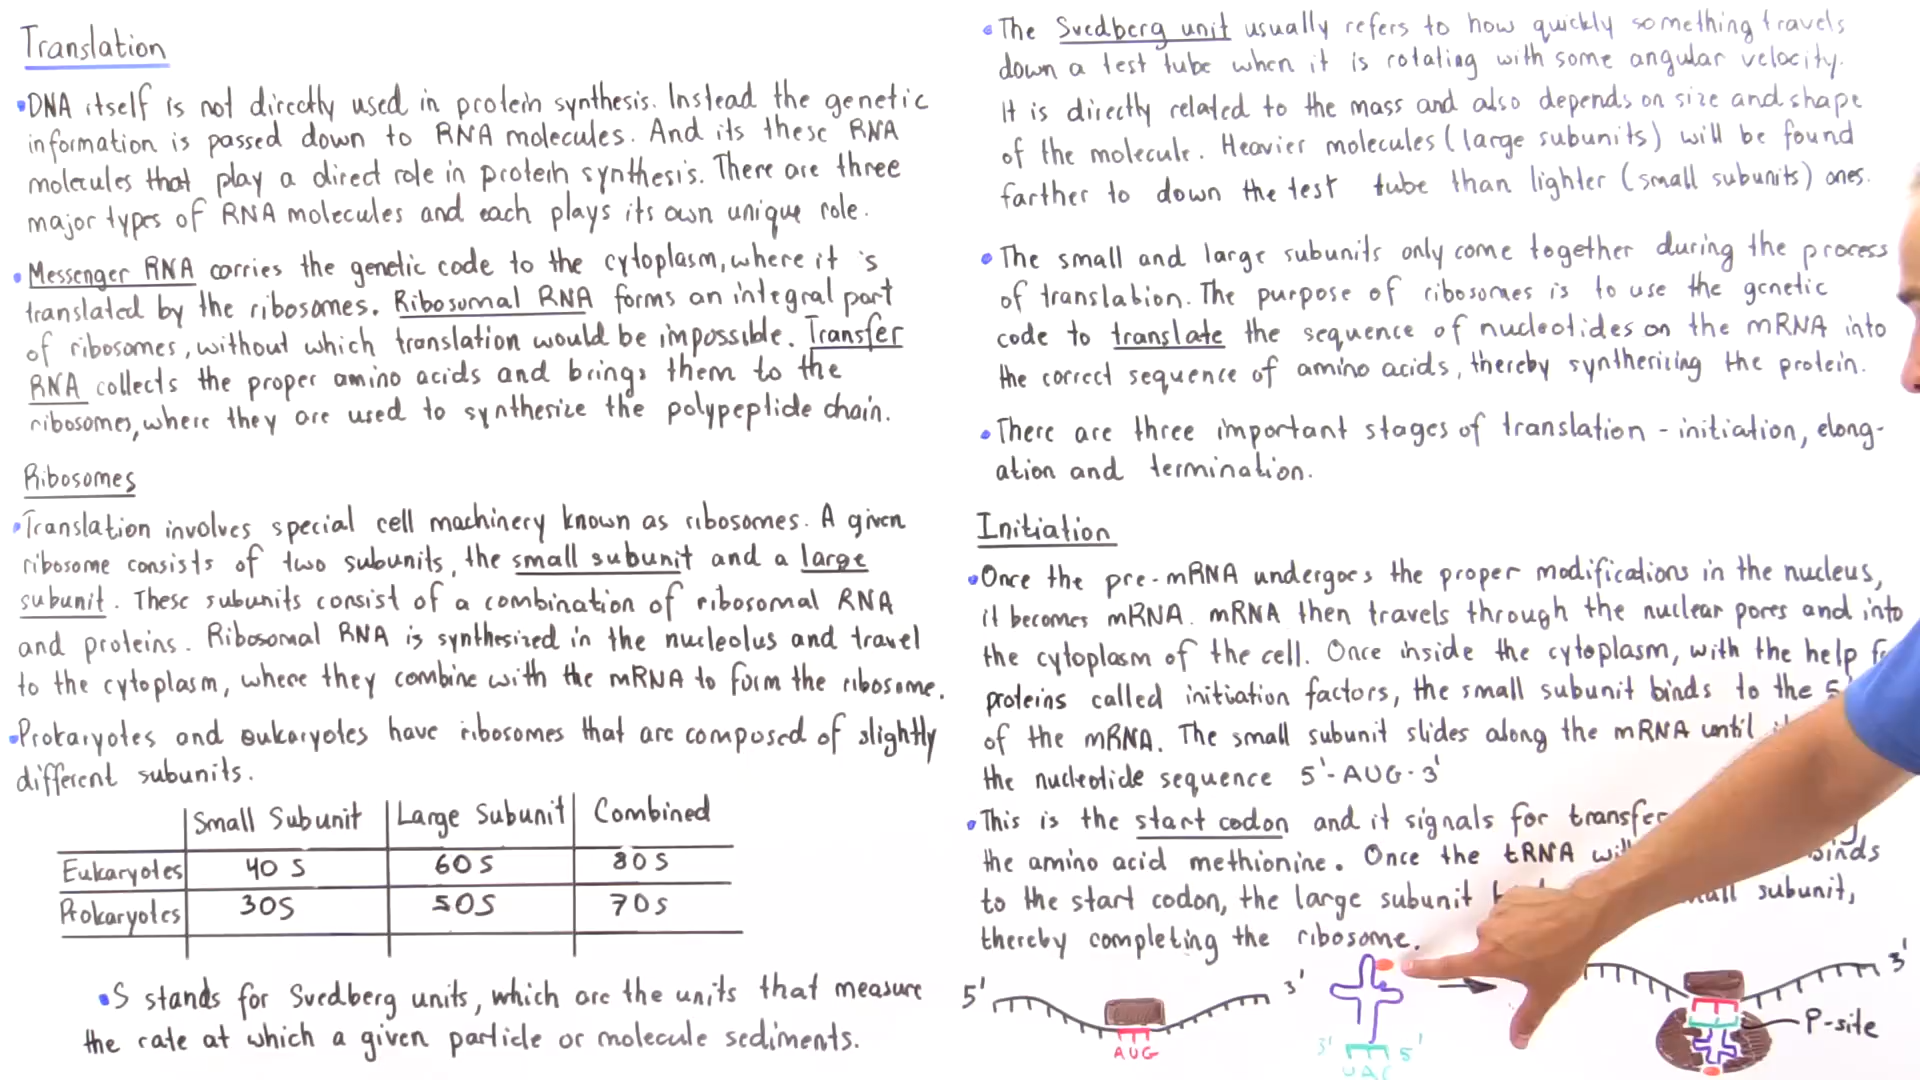 Translation
•DNA itself is not directly used in protein synthesis. Instead the genetic
information is passed down to RNA molecules. And its these RNA
molecules that play a direct role in protein synthesis. There are three
major types of RNA molecules and each plays its own unique role.
•Messenger RNA carries the genetic code to the cytoplasm, where it is
translated by the ribosomes. Ribosomal RNA forms an integral part
of ribosomes, without which translation would be impossible. Transfer
RNA collects the proper amino acids and brings them to the
ribosomes, where they are used to synthesize the polypeptide chain.
Ribosomes
•Translation involves special cell machinery known as ribosomes. A given
ribosome consists of two subunits, the small subunit and a large
subunit. These subunits consist of a combination of ribosomal RNA
and proteins. Ribosomal RNA is synthesized in the nucleolus and travel
to the cytoplasm, where they combine with the mRNA to form the ribosome.
•Prokaryotes and eukaryotes have ribosomes that are composed of slightly
different subunits.
Small Subunit Large Subunit Combined
Eukaryotes 40 S 60 S 80 S
Prokaryotes 30S 50S 70s
•S stands for Svedberg units, which are the units that measure
the rate at which a given particle or molecule sediments.
•The Svedberg unit usually refers to how quickly something travels
down a test tube when it is rotating with some angular velocity.
It is directly related to the mass and also depends on size and shape
of the molecule. Heavier molecules (large subunits) will be found
farther to down the test tube than lighter (small subunits) ones.
•The small and large subunits only come together during the process
of translation. The purpose of ribosomes is to use the genetic
code to translate the sequence of nucleotides on the mRNA into
the correct sequence of amino acids, thereby synthesizing the protein.
•There are three important stages of translation - initiation, elong-
ation and termination.
Initiation
•Once the pre-mRNA undergoes the proper modifications in the nucleus,
it becomes mRNA. mRNA then travels through the nuclear pores and into
the cytoplasm of the cell. Once inside the cytoplasm, with the help
proteins called initiation factors, the small subunit binds to the 5'
of the mRNA. The small subunit slides along the mRNA until
the nucleotide sequence 5'-AUG-3'
•This is the start codon and it signals for transfer
the amino acid methionine. Once the tRNA binds
to the start codon, the large subunit subunit,
thereby completing the ribosome.
5' 3' AUG
3' 5' UAC
3' P-site